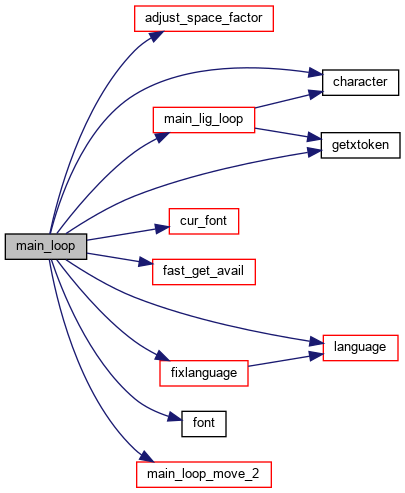 adjust_space_factor
character
main_lig_loop
getxtoken
cur_font
main_loop
fast_get_avail
language
fixlanguage
font
main_loop_move_2